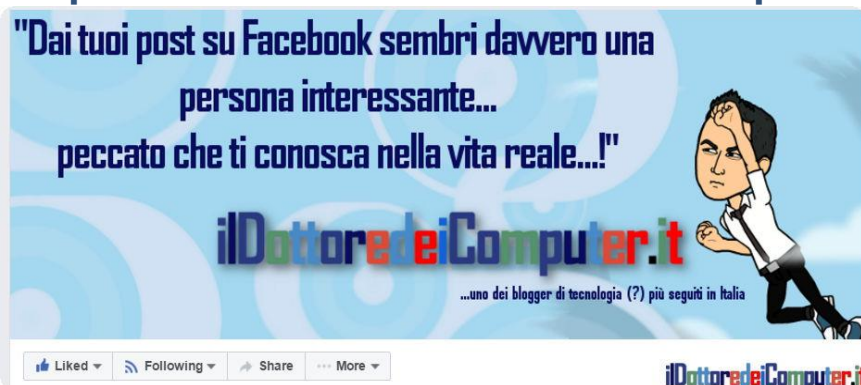 "Dai tuoi post su Facebook sembri davvero una
persona interessante...
peccato che ti conosca nella vita reale...!"
ilDottoredeiComputer.it
...uno dei blogger di tecnologia (?) più seguiti in Italia
Liked Following Share ··· More
ilDottoredeiComputer.it